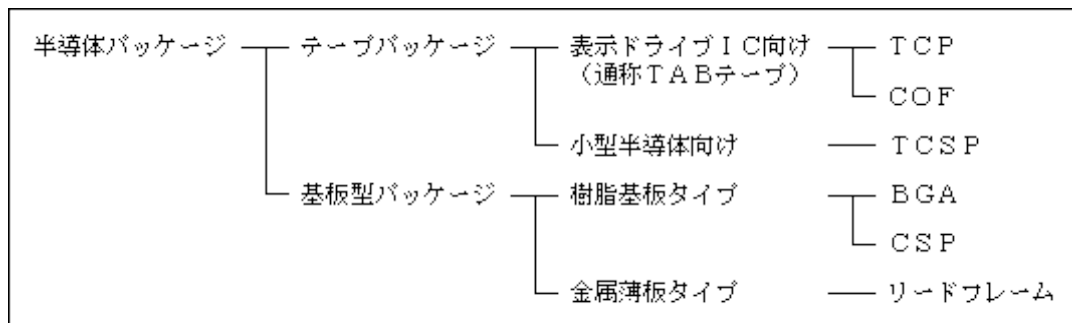 半導体パッケージ テープパッケージ 表示ドライブＩＣ向け ＴＣＰ
（通称ＴＡＢテープ）
ＣＯＦ
小型半導体向け ＴＣＳＰ
基板型パッケージ 樹脂基板タイプ ＢＧＡ
ＣＳＰ
金属薄板タイプ リードフレーム